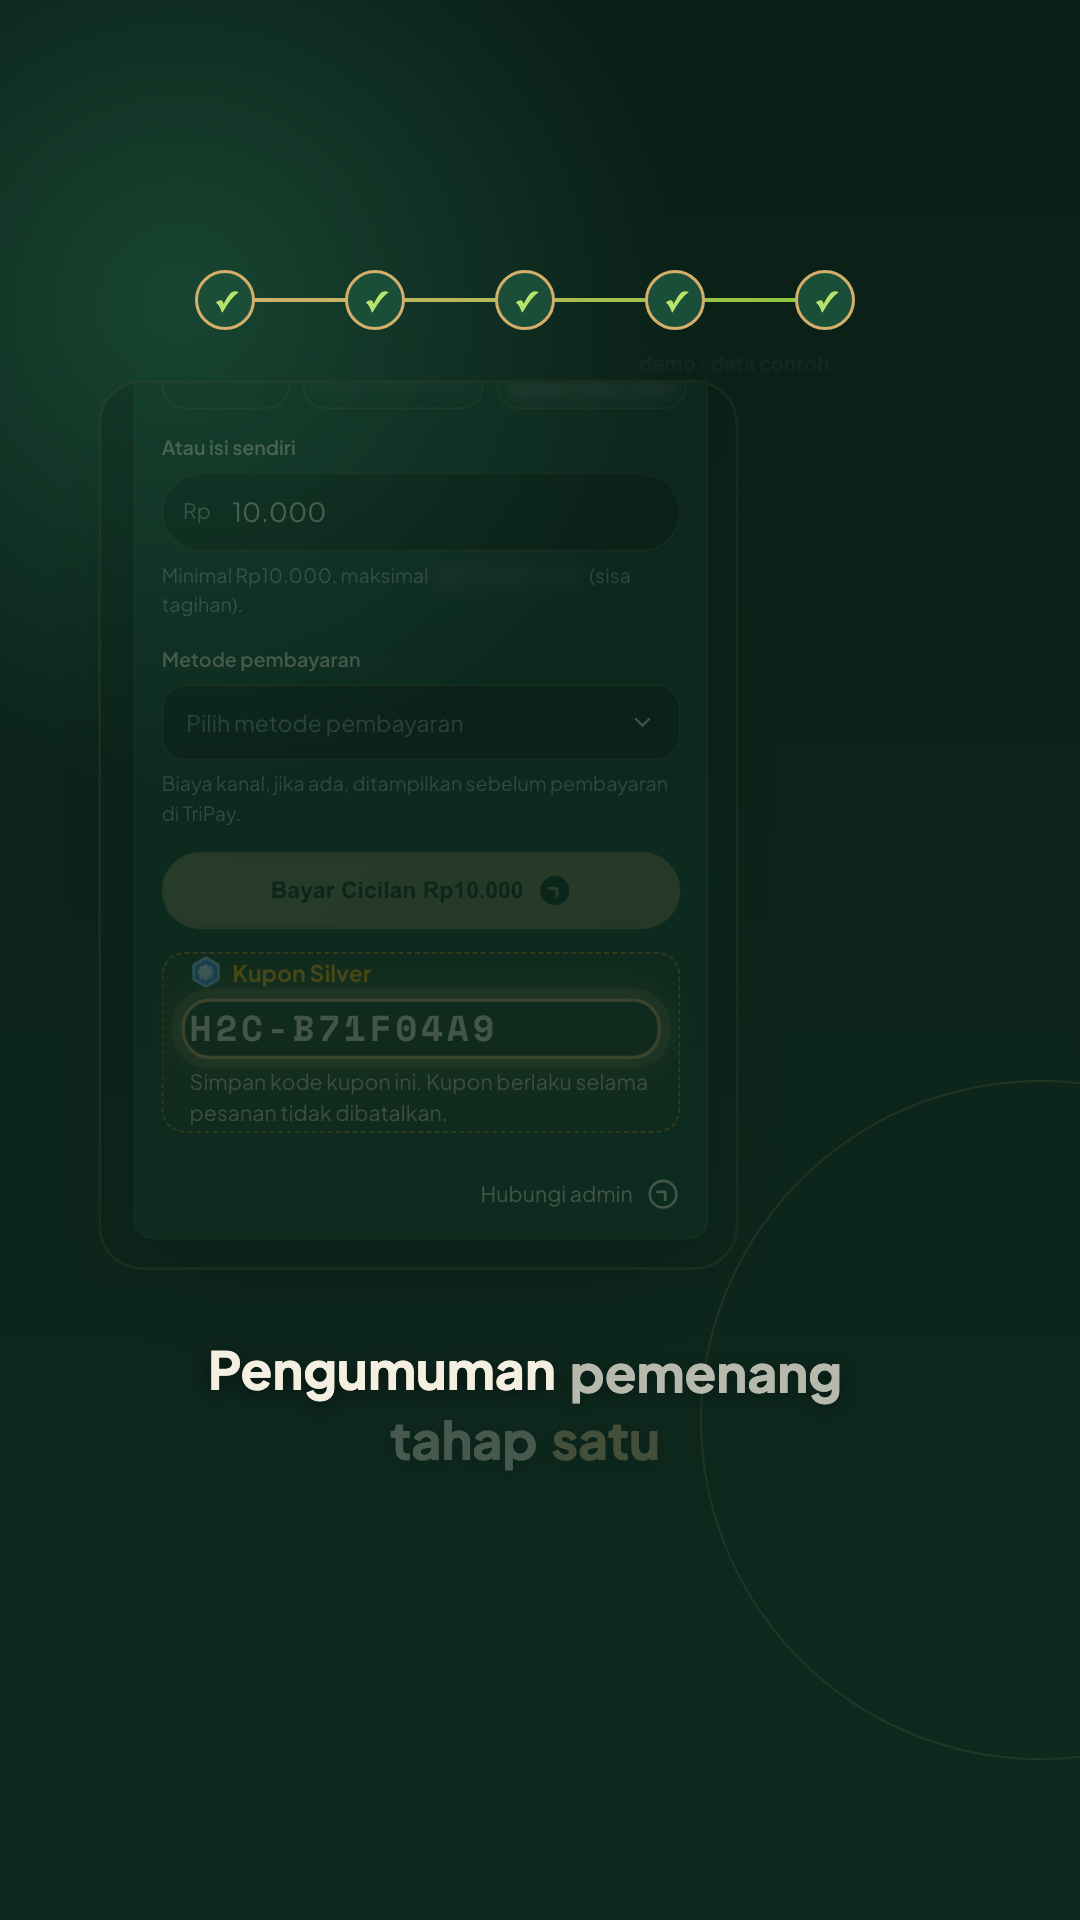 demo · data contoh
Atau isi sendiri
Rp 10.000
Minimal Rp10.000, maksimal (sisa
tagihan).
Metode pembayaran
Pilih metode pembayaran
Biaya kanal, jika ada, ditampilkan sebelum pembayaran
di TriPay.
Bayar Cicilan Rp10.000
Kupon Silver
H2C-B71F04A9
Simpan kode kupon ini. Kupon berlaku selama
pesanan tidak dibatalkan.
Hubungi admin
Pengumuman pemenang
tahap satu